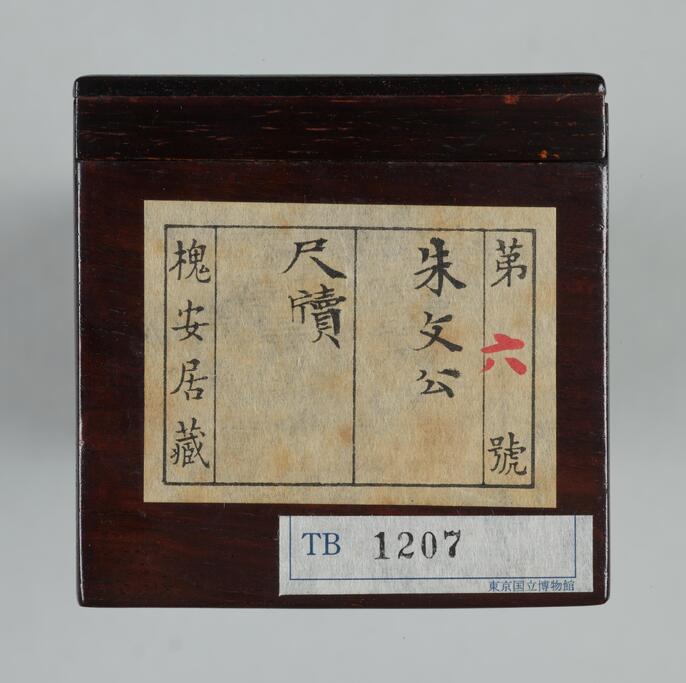 第六號
朱文公
尺牘
槐安居藏
TB 1207
東京国立博物館